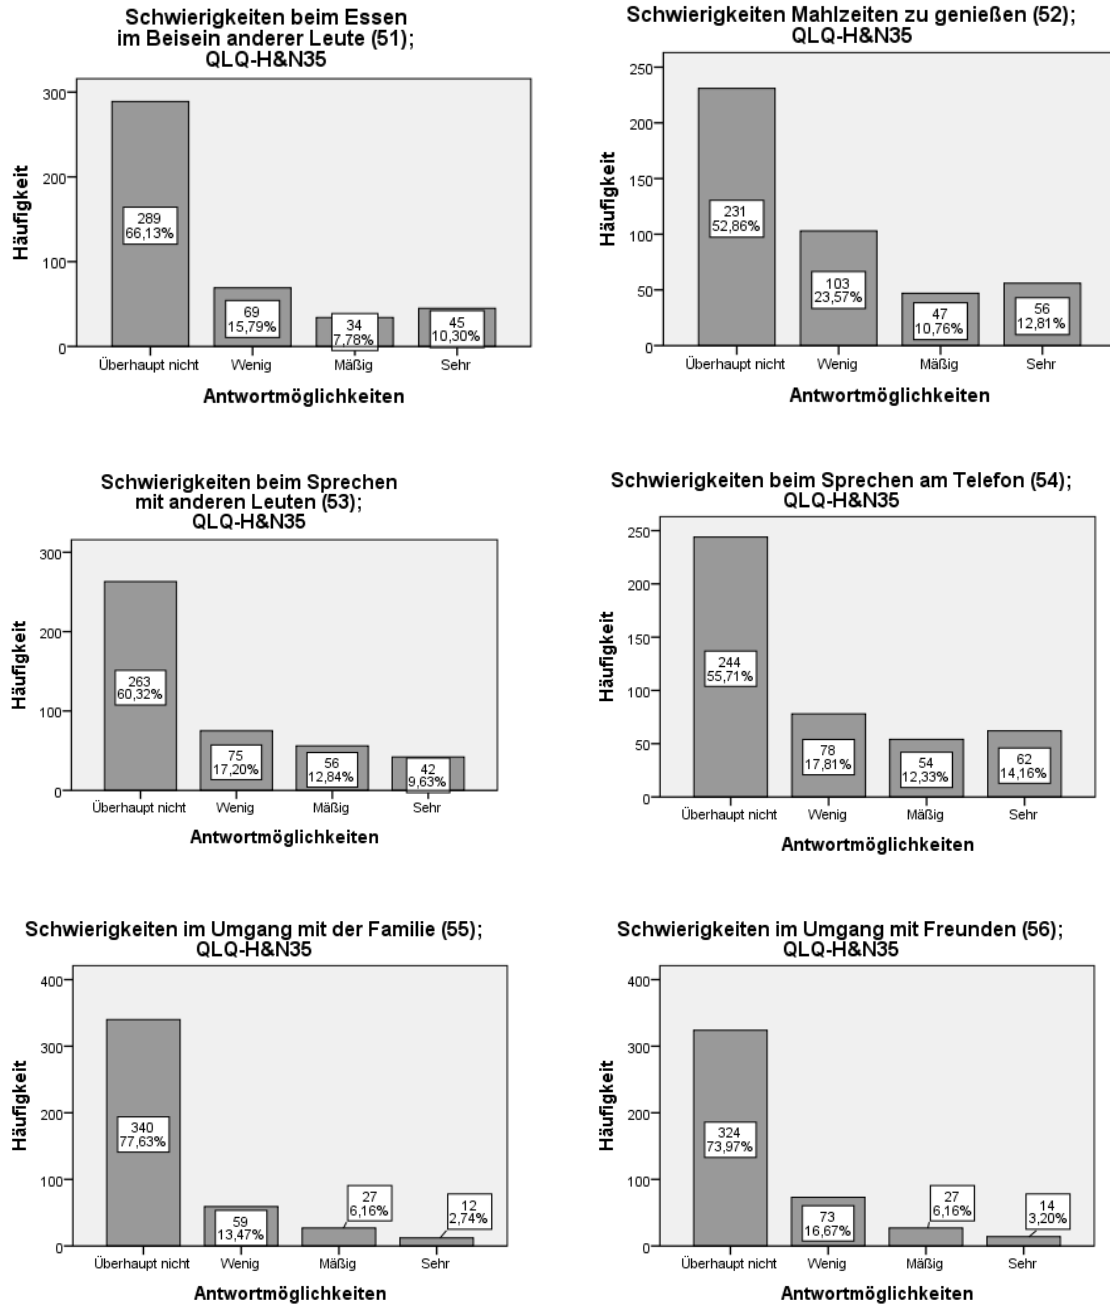 Schwierigkeiten beim Essen
im Beisein anderer Leute (51);
QLQ-H&N35
Häufigkeit
300
200
100
0
289
66,13%
69
15,79%
34
7,78%
45
10,30%
Überhaupt nicht
Wenig
Mäßig
Sehr
Antwortmöglichkeiten
Schwierigkeiten Mahlzeiten zu genießen (52);
QLQ-H&N35
Häufigkeit
250
200
150
100
50
0
231
52,86%
103
23,57%
47
10,76%
56
12,81%
Überhaupt nicht
Wenig
Mäßig
Sehr
Antwortmöglichkeiten
Schwierigkeiten beim Sprechen
mit anderen Leuten (53);
QLQ-H&N35
Häufigkeit
300
200
100
0
263
60,32%
75
17,20%
56
12,84%
42
9,63%
Überhaupt nicht
Wenig
Mäßig
Sehr
Antwortmöglichkeiten
Schwierigkeiten beim Sprechen am Telefon (54);
QLQ-H&N35
Häufigkeit
250
200
150
100
50
0
244
55,71%
78
17,81%
54
12,33%
62
14,16%
Überhaupt nicht
Wenig
Mäßig
Sehr
Antwortmöglichkeiten
Schwierigkeiten im Umgang mit der Familie (55);
QLQ-H&N35
Häufigkeit
400
300
200
100
0
340
77,63%
59
13,47%
27
6,16%
12
2,74%
Überhaupt nicht
Wenig
Mäßig
Sehr
Antwortmöglichkeiten
Schwierigkeiten im Umgang mit Freunden (56);
QLQ-H&N35
Häufigkeit
400
300
200
100
0
324
73,97%
73
16,67%
27
6,16%
14
3,20%
Überhaupt nicht
Wenig
Mäßig
Sehr
Antwortmöglichkeiten